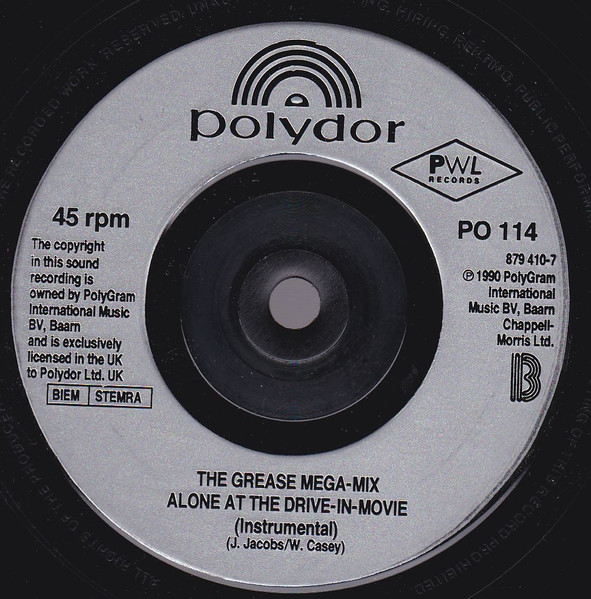 polydor
PWL
RECORDS
45 rpm
The copyright
in this sound
recording is
owned by PolyGram
International Music
BV, Baarn
and is exclusively
licensed in the UK
to Polydor Ltd. UK
BIEM STEMRA
PO 114
879 410-7
℗ 1990 PolyGram
International
Music BV, Baarn
Chappell-
Morris Ltd.
B
THE GREASE MEGA-MIX
ALONE AT THE DRIVE-IN-MOVIE
(Instrumental)
(J. Jacobs/W. Casey)